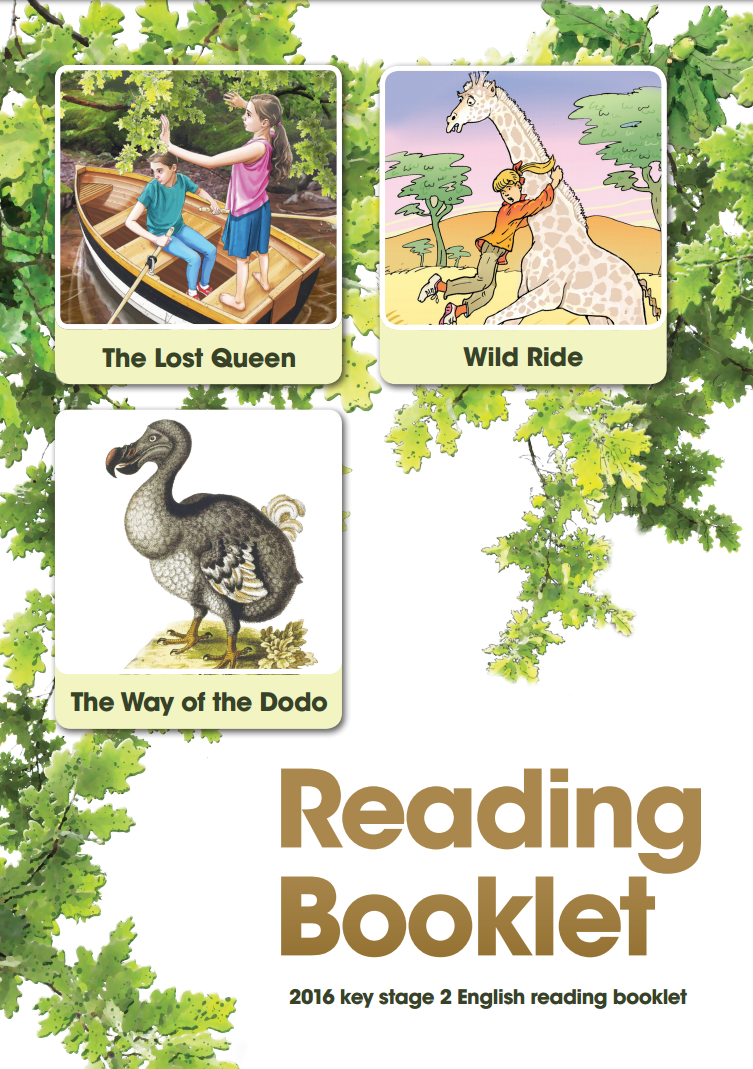 The Lost Queen
Wild Ride
The Way of the Dodo
Reading
Booklet
2016 key stage 2 English reading booklet